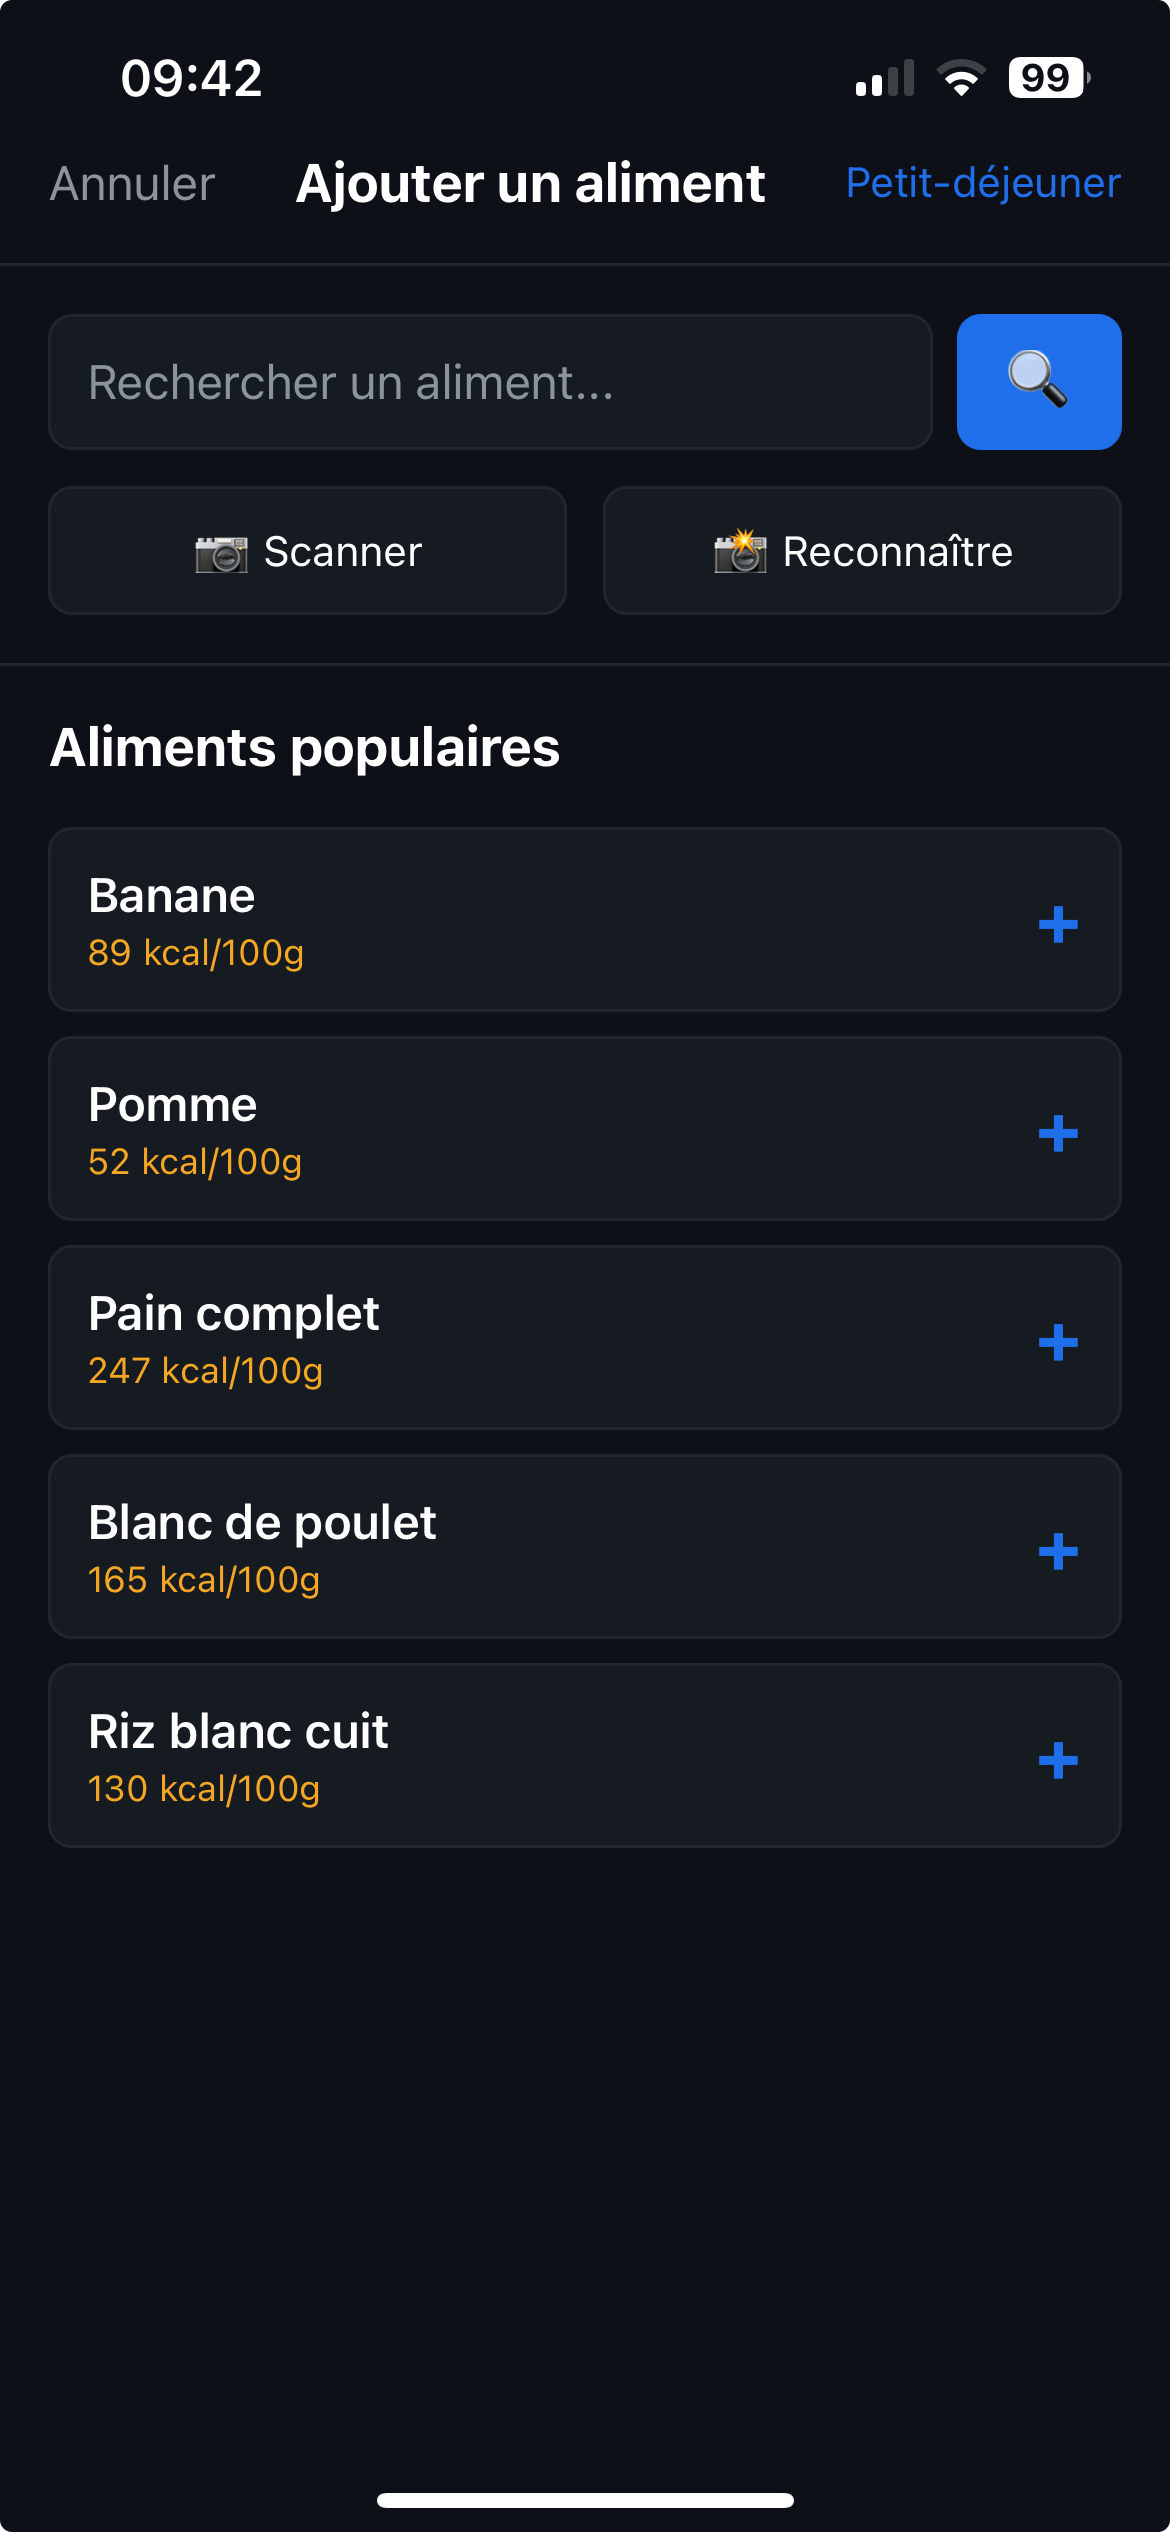 09:42
99
Annuler
Ajouter un aliment
Petit-déjeuner
Rechercher un aliment...
Scanner
Reconnaître
Aliments populaires
Banane
89 kcal/100g
+
Pomme
52 kcal/100g
+
Pain complet
247 kcal/100g
+
Blanc de poulet
165 kcal/100g
+
Riz blanc cuit
130 kcal/100g
+